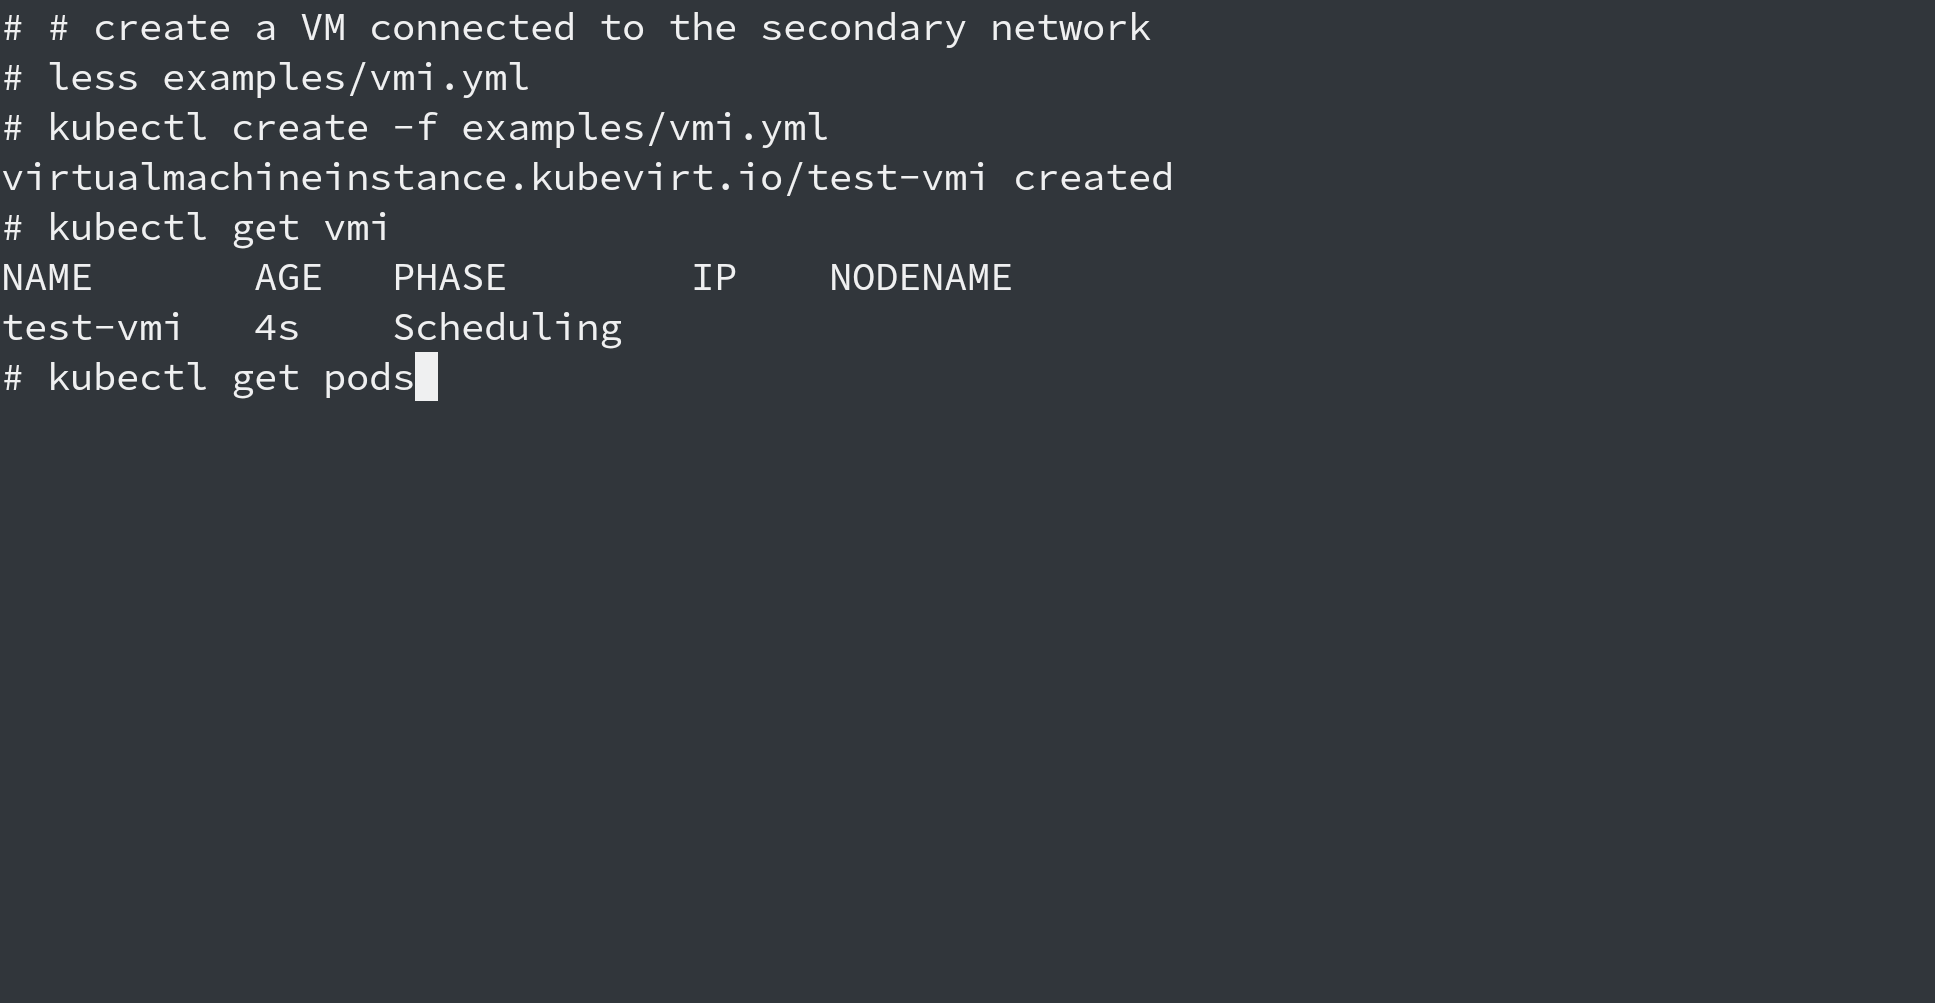 # # create a VM connected to the secondary network
# less examples/vmi.yml
# kubectl create -f examples/vmi.yml
virtualmachineinstance.kubevirt.io/test-vmi created
# kubectl get vmi
NAME       AGE   PHASE        IP    NODENAME
test-vmi   4s    Scheduling
# kubectl get pods